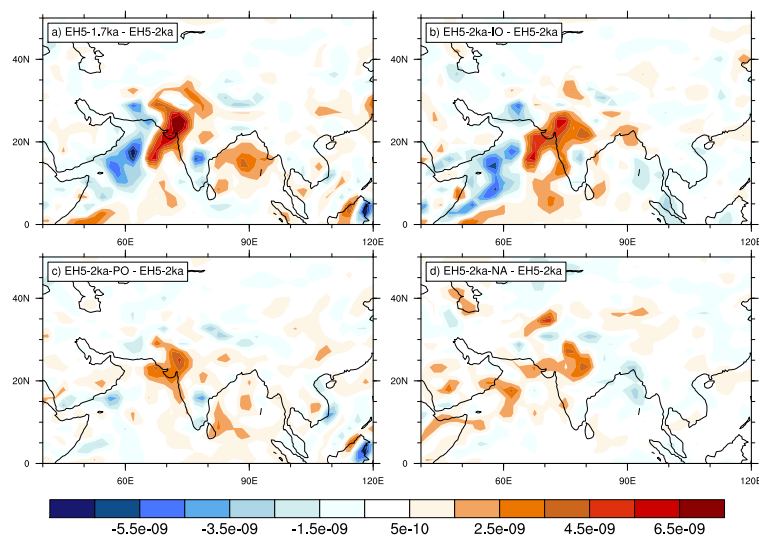 a) EH5-1.7ka - EH5-2ka
b) EH5-2ka-IO - EH5-2ka
40N
20N
0
60E 90E 120E
40N
20N
0
60E 90E 120E
c) EH5-2ka-PO - EH5-2ka
d) EH5-2ka-NA - EH5-2ka
40N
20N
0
60E 90E 120E
40N
20N
0
60E 90E 120E
-5.5e-09 -3.5e-09 -1.5e-09 5e-10 2.5e-09 4.5e-09 6.5e-09